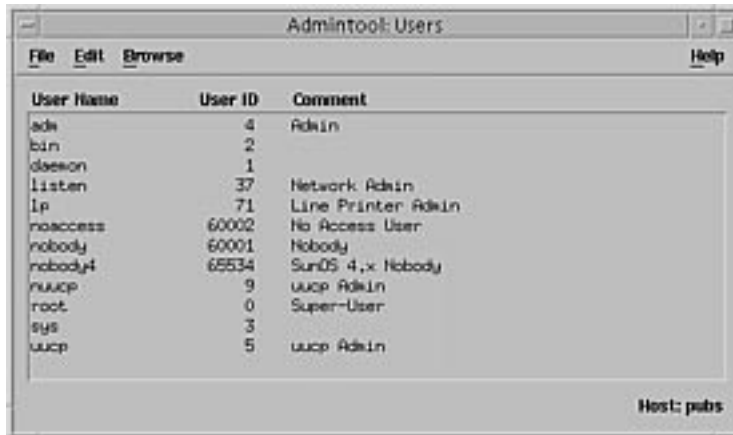 Admintool: Users
File Edit Browse Help
User Name User ID Comment
adm 4 Admin
bin 2
daemon 1
listen 37 Network Admin
lp 71 Line Printer Admin
noaccess 60002 No Access User
nobody 60001 Nobody
nobody4 65534 SunOS 4.x Nobody
nuucp 9 uucp Admin
root 0 Super-User
sys 3
uucp 5 uucp Admin
Host: pubs